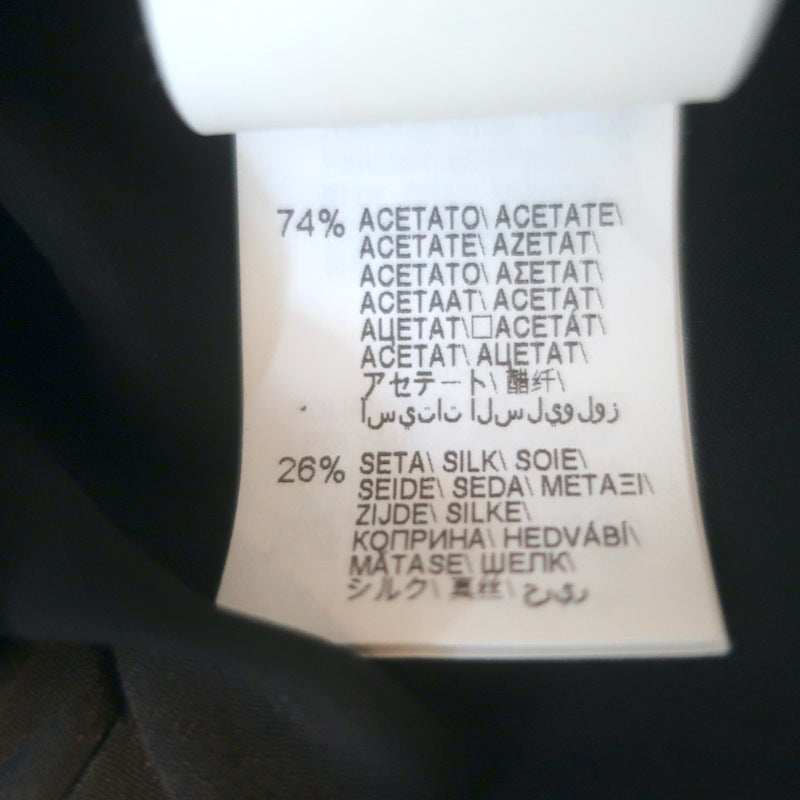 74% ACETATO\ ACETATE\
ACETATE\ AZETAT\
ACETATO\ ΑΣΕΤΑΤ\
ACETAAT\ ACETAT\
АЦЕТАТ\□ACETÁT\
ACETAT\ АЦЕТАТ\
アセテート\ 醋纤\
اسيتات السليولوز
26% SETA\ SILK\ SOIE\
SEIDE\ SEDA\ ΜΕΤΑΞΙ\
ZIJDE\ SILKE\
КОПРИНА\ HEDVÁBÍ\
MĂTASE\ ШЕЛК\
シルク\ 真丝\ حرير